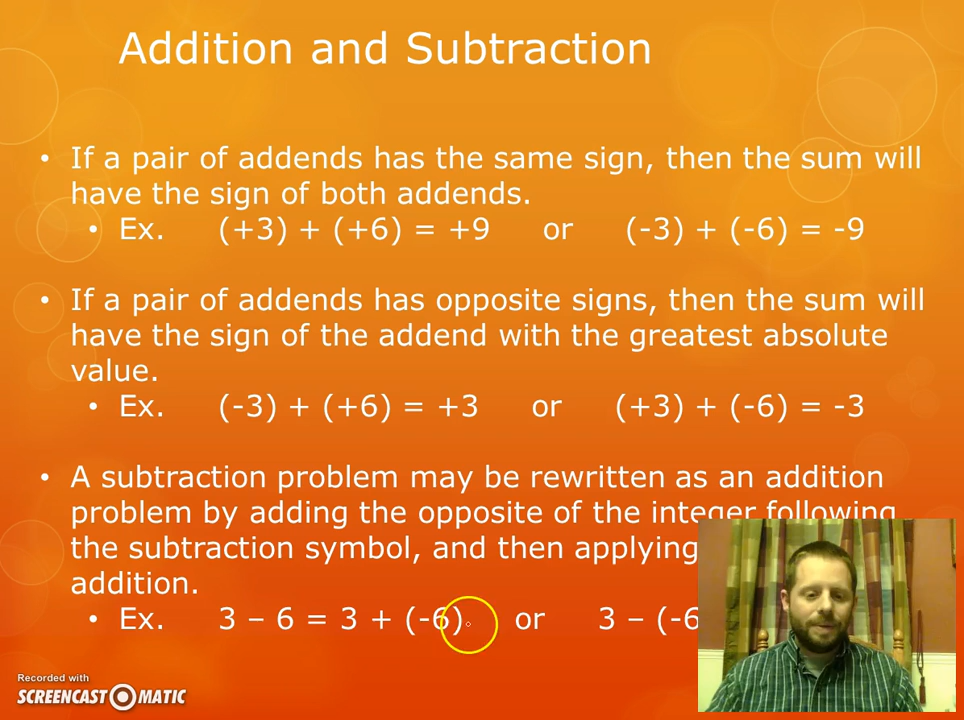 Addition and Subtraction
• If a pair of addends has the same sign, then the sum will
have the sign of both addends.
• Ex. (+3) + (+6) = +9 or (-3) + (-6) = -9
• If a pair of addends has opposite signs, then the sum will
have the sign of the addend with the greatest absolute
value.
• Ex. (-3) + (+6) = +3 or (+3) + (-6) = -3
• A subtraction problem may be rewritten as an addition
problem by adding the opposite of the integer following
the subtraction symbol, and then applying
addition.
• Ex. 3 – 6 = 3 + (-6) or 3 – (-6
Recorded with
SCREENCAST MATIC